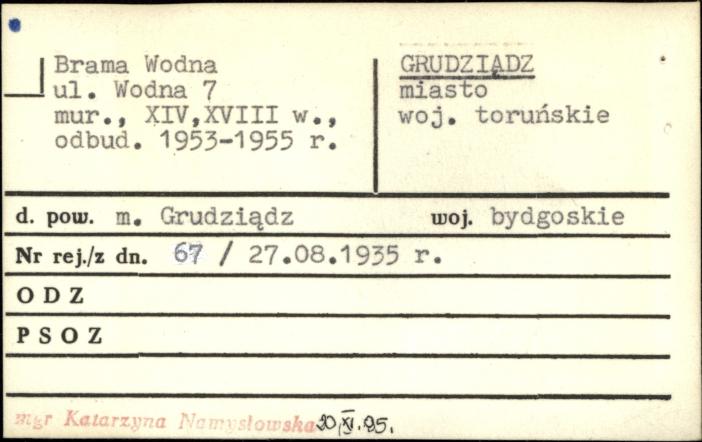 Brama Wodna
ul. Wodna 7
mur., XIV,XVIII w.,
odbud. 1953-1955 r.
GRUDZIĄDZ
miasto
woj. toruńskie
d. pow. m. Grudziądz woj. bydgoskie
Nr rej./z dn. 67 / 27.08.1935 r.
ODZ
PSOZ
mgr Katarzyna Namysłowska 20.XI.95.